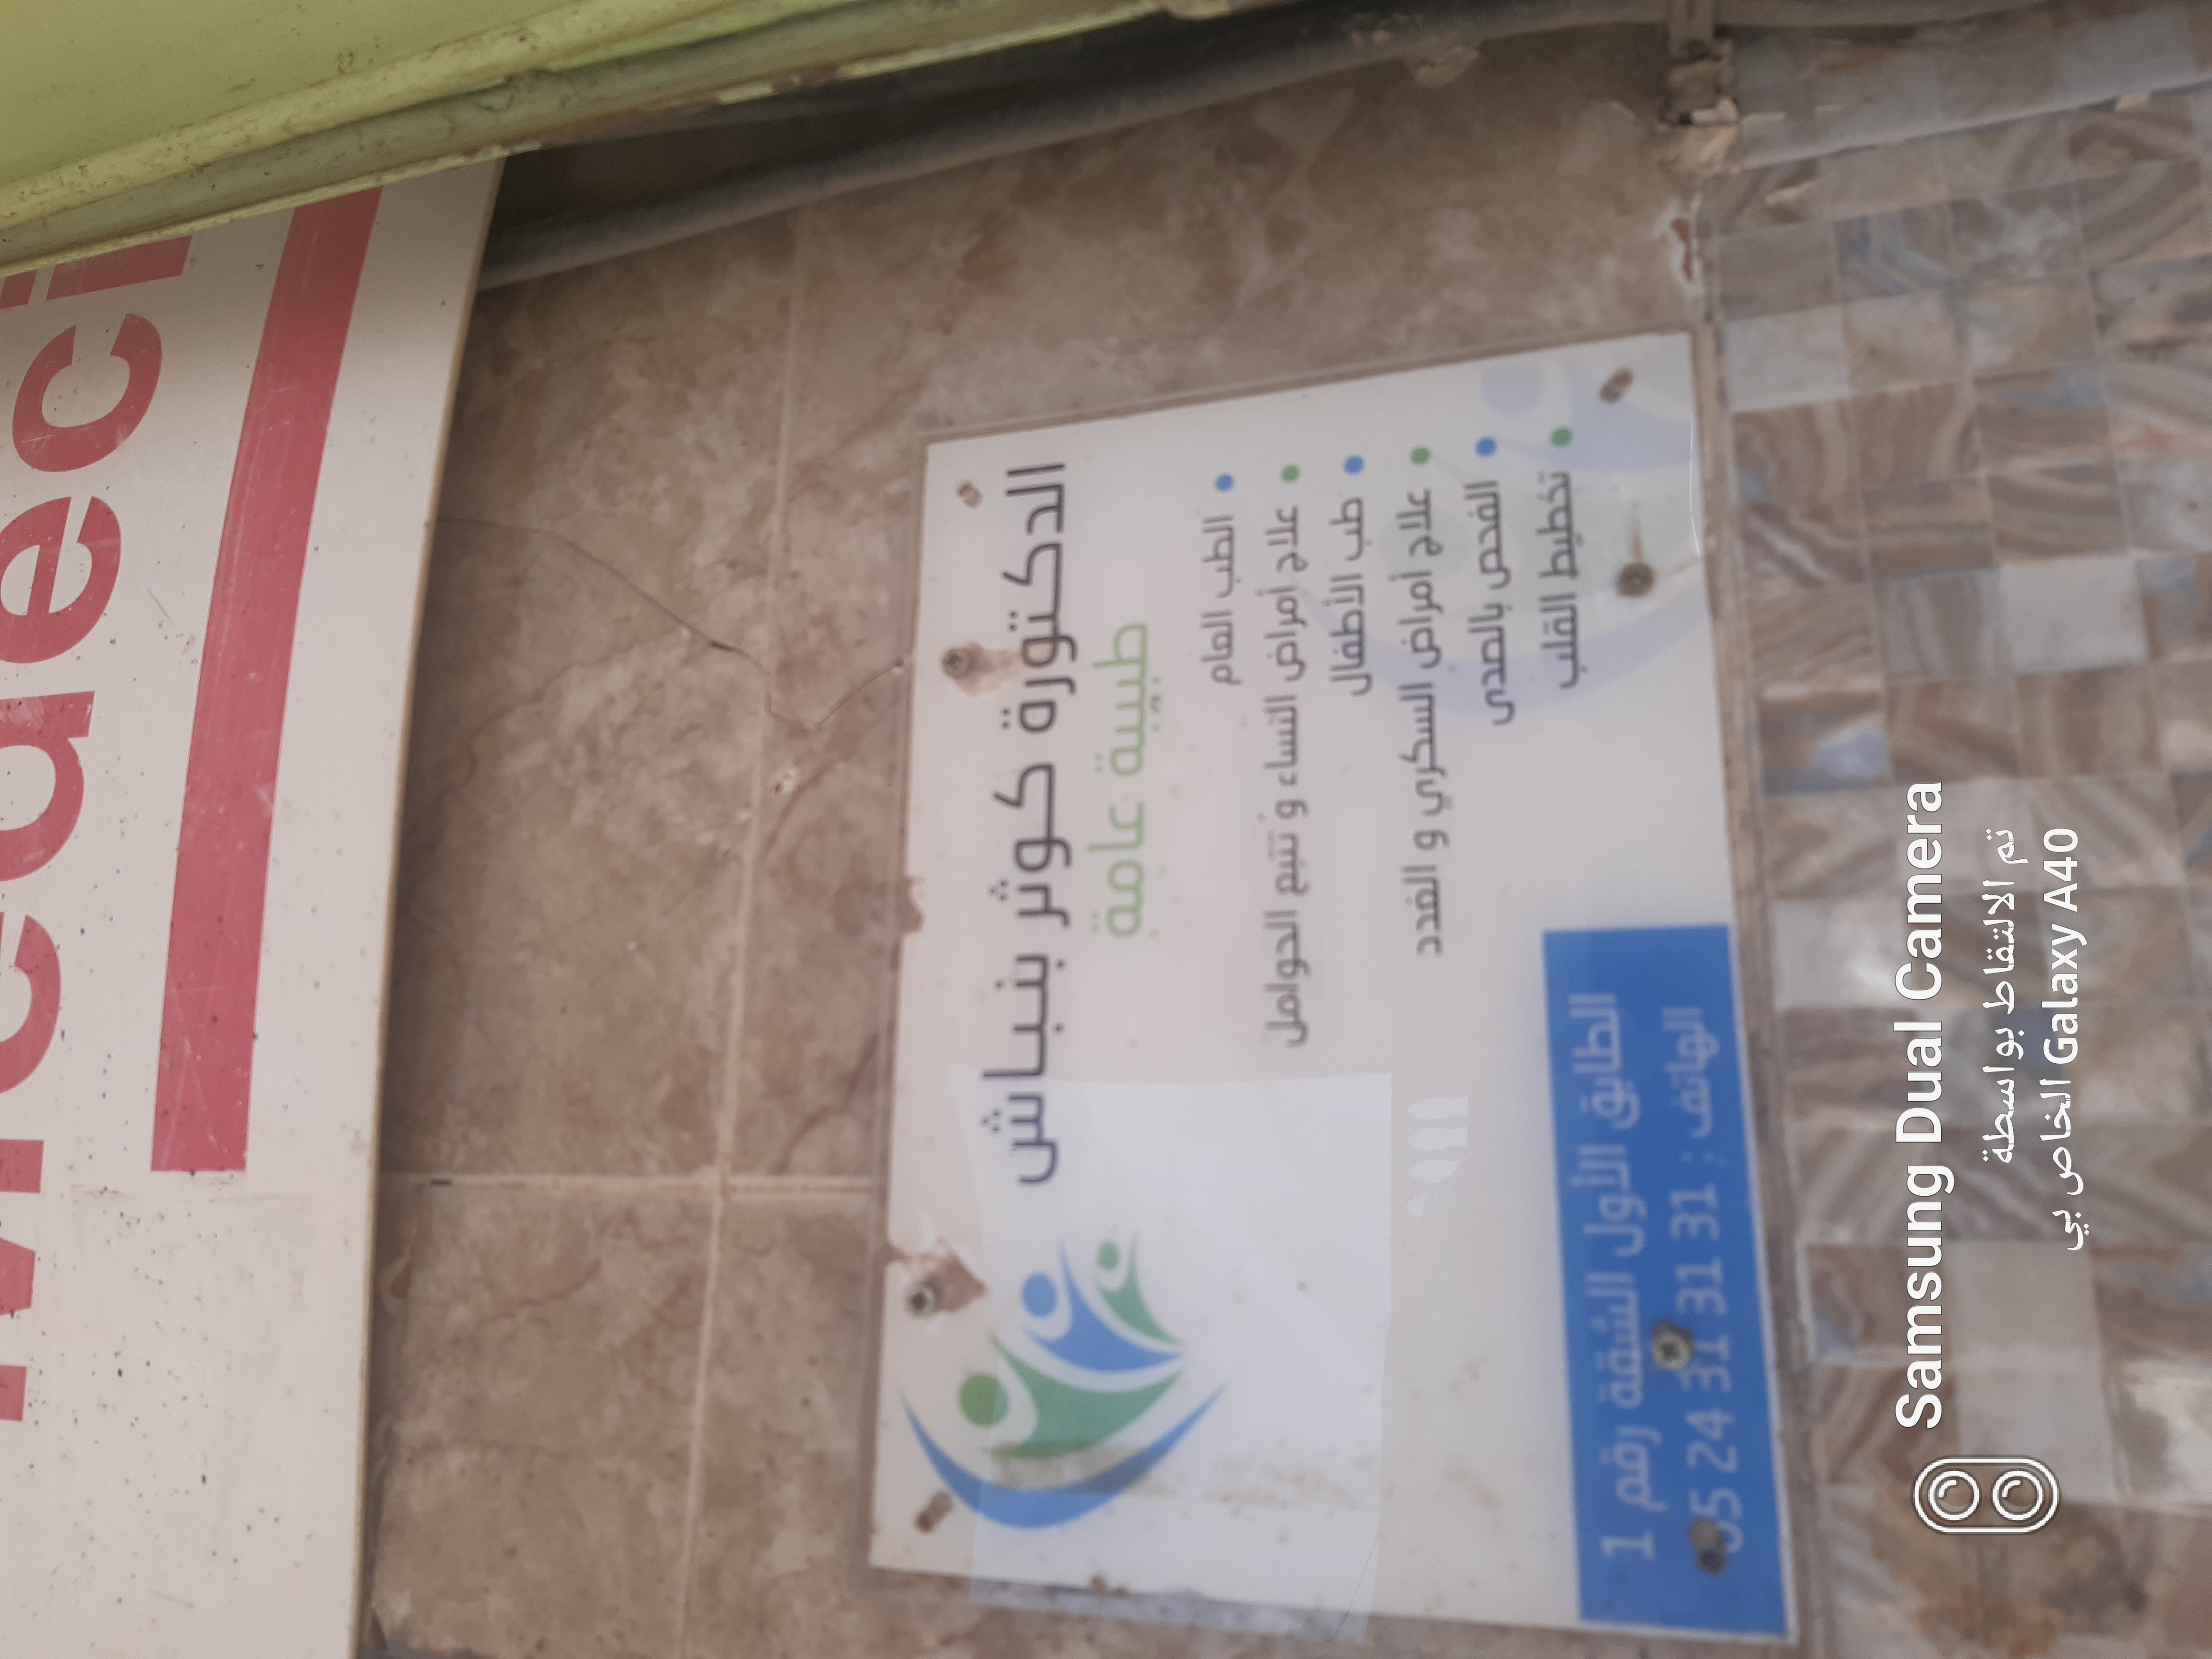 Médeci
الدكتورة كوثر بنباش
طبيبة عامة
• الطب العام
• علاج أمراض النساء و تتبع الحوامل
• طب الأطفال
• علاج أمراض السكري و الغدد
• الفحص بالصدى
• تخطيط القلب
الطابق الأول الشقة رقم 1
الهاتف : 05 24 31 31 31
Samsung Dual Camera
تم الالتقاط بواسطة
الخاص بي Galaxy A40